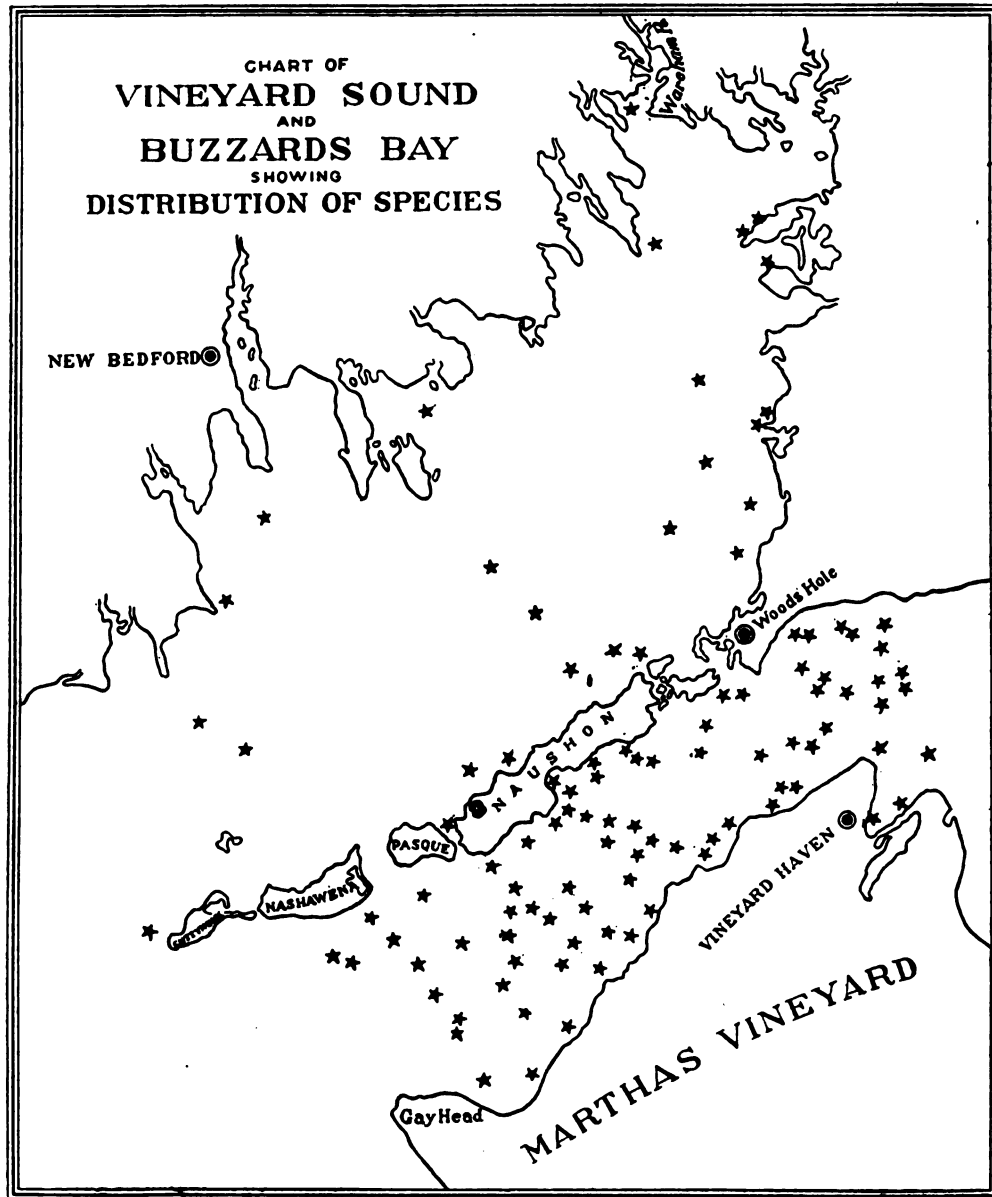 CHART OF
VINEYARD SOUND
AND
BUZZARDS BAY
SHOWING
DISTRIBUTION OF SPECIES
Wareham R.
NEW BEDFORD
Woods Hole
NAUSHON
PASQUE
NASHAWENA
VINEYARD HAVEN
MARTHAS VINEYARD
Gay Head